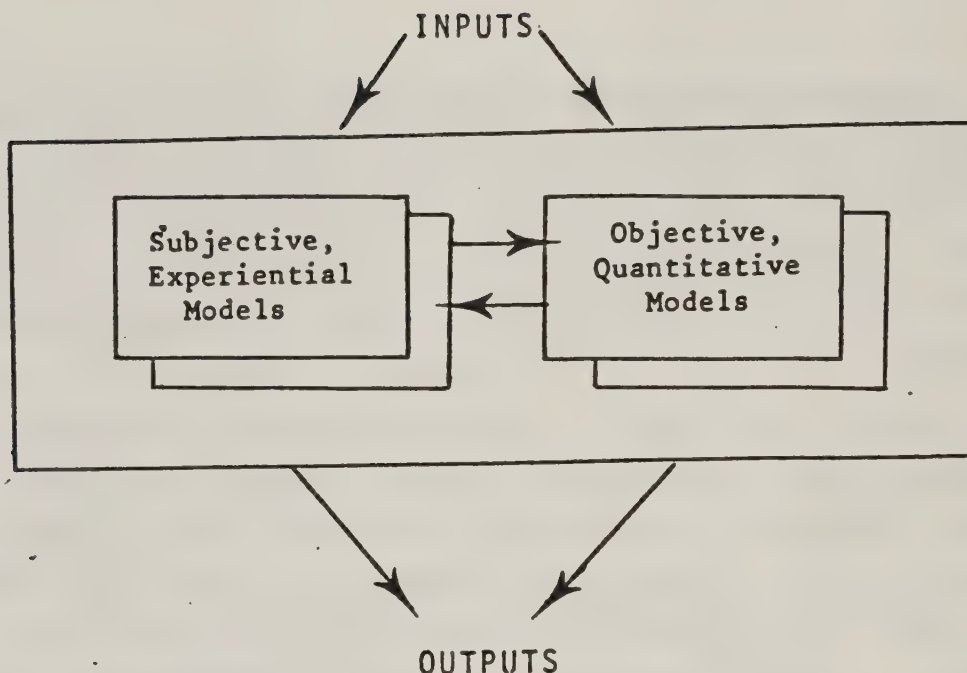 INPUTS
Subjective,
Experiential
Models
Objective,
Quantitative
Models
OUTPUTS